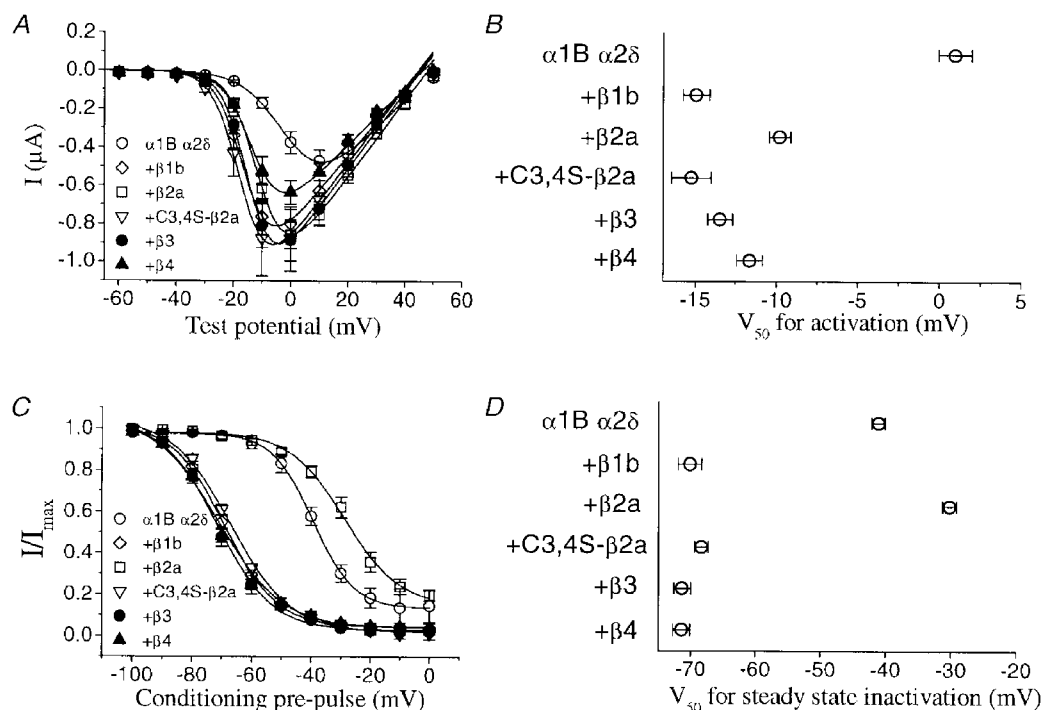 A
I (µA)
0.2
0.0
-0.2
-0.4
-0.6
-0.8
-1.0
α1B α2δ
+β1b
+β2a
+C3,4S-β2a
+β3
+β4
-60 -40 -20 0 20 40 60
Test potential (mV)
B
α1B α2δ
+β1b
+β2a
+C3,4S-β2a
+β3
+β4
-15 -10 -5 0 5
V50 for activation (mV)
C
I/Imax
1.0
0.8
0.6
0.4
0.2
0.0
α1B α2δ
+β1b
+β2a
+C3,4S-β2a
+β3
+β4
-100 -80 -60 -40 -20 0
Conditioning pre-pulse (mV)
D
α1B α2δ
+β1b
+β2a
+C3,4S-β2a
+β3
+β4
-70 -60 -50 -40 -30 -20
V50 for steady state inactivation (mV)